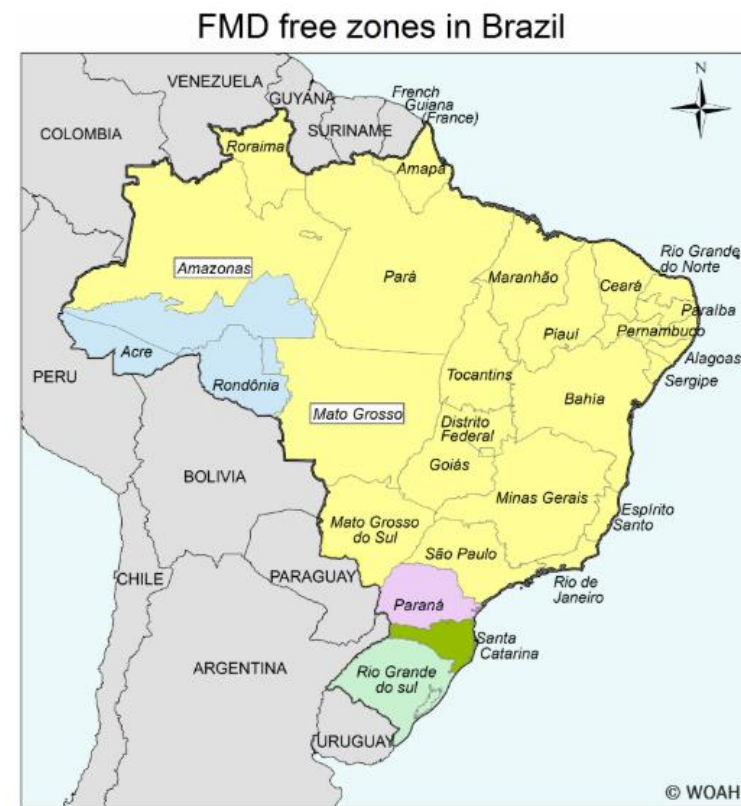 FMD free zones in Brazil
N
VENEZUELA
GUYANA
French
Guiana
(France)
COLOMBIA
SURINAME
Roraima
Amapá
Rio Grande
do Norte
Amazonas
Pará
Maranhão
Ceará
Paraíba
Piauí
Pernambuco
Acre
Alagoas
PERU
Rondônia
Tocantins
Sergipe
Mato Grosso
Bahia
Distrito
Federal
BOLIVIA
Goiás
Minas Gerais
Espírito
Santo
Mato Grosso
do Sul
São Paulo
CHILE
PARAGUAY
Rio de
Janeiro
Paraná
Santa
Catarina
ARGENTINA
Rio Grande
do sul
URUGUAY
© WOAH